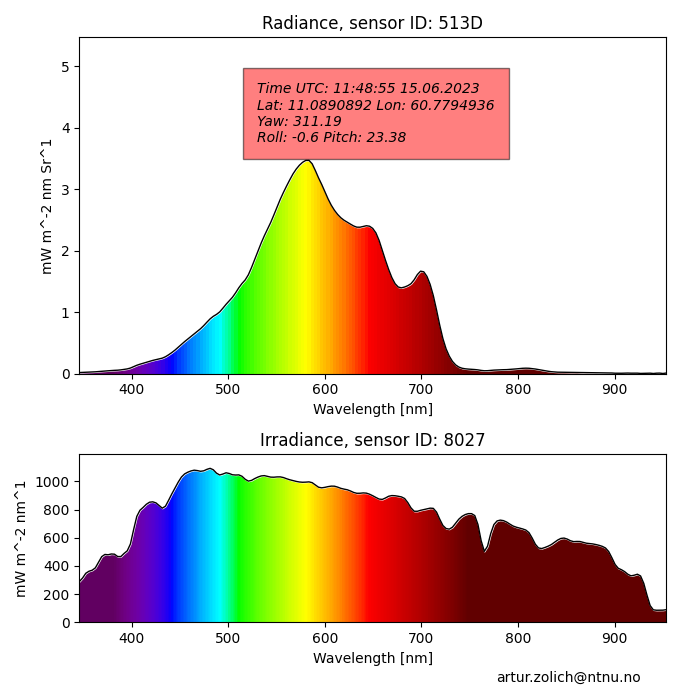 Radiance, sensor ID: 513D
mW m^-2 nm Sr^1
5
4
3
2
1
0
Time UTC: 11:48:55 15.06.2023
Lat: 11.0890892 Lon: 60.7794936
Yaw: 311.19
Roll: -0.6 Pitch: 23.38
400 500 600 700 800 900
Wavelength [nm]
Irradiance, sensor ID: 8027
mW m^-2 nm^1
1000
800
600
400
200
0
400 500 600 700 800 900
Wavelength [nm]
artur.zolich@ntnu.no